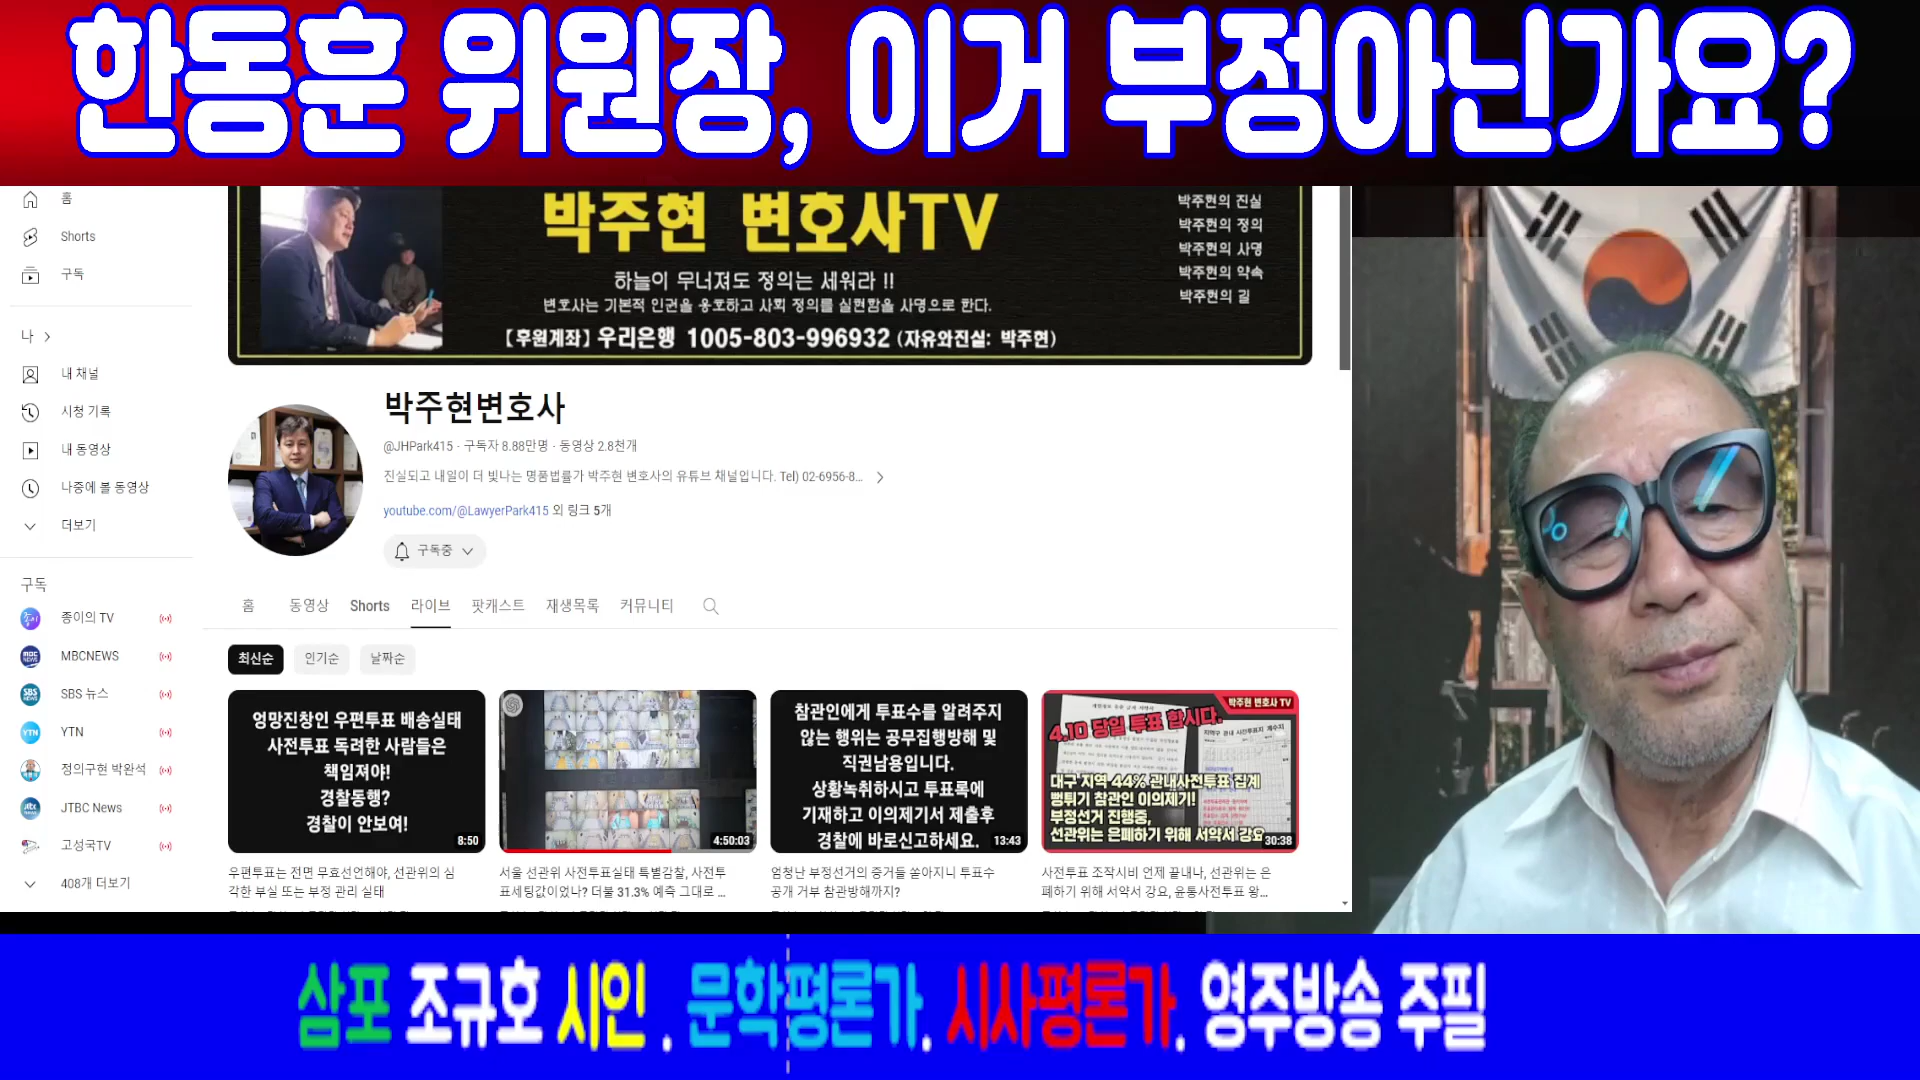 한동훈 위원장, 이거 부정아닌가요?
홈
Shorts
구독
나
내 채널
시청 기록
내 동영상
나중에 볼 동영상
더보기
구독
종이의 TV
MBCNEWS
SBS 뉴스
YTN
정의구현 박완석
JTBC News
고성국TV
408개 더보기
박주현 변호사TV
하늘이 무너져도 정의는 세워라 !!
변호사는 기본적 인권을 옹호하고 사회 정의를 실현함을 사명으로 한다.
【후원계좌】 우리은행 1005-803-996932 (자유와진실: 박주현)
박주현의 진실
박주현의 정의
박주현의 사명
박주현의 약속
박주현의 길
박주현변호사
@JHPark415 · 구독자 8.88만명 · 동영상 2.8천개
진실되고 내일이 더 빛나는 명품법률가 박주현 변호사의 유튜브 채널입니다. Tel) 02-6956-8...
youtube.com/@LawyerPark415 외 링크 5개
구독중
홈 동영상 Shorts 라이브 팟캐스트 재생목록 커뮤니티
최신순 인기순 날짜순
엉망진창인 우편투표 배송실태
사전투표 독려한 사람들은
책임져야!
경찰동행?
경찰이 안보여!
8:50
우편투표는 전면 무효선언해야, 선관위의 심
각한 부실 또는 부정 관리 실태
4:50:03
서울 선관위 사전투표실태 특별감찰, 사전투
표세팅값이었나? 더불 31.3% 예측 그대로 ...
참관인에게 투표수를 알려주지
않는 행위는 공무집행방해 및
직권남용입니다.
상황녹취하시고 투표록에
기재하고 이의제기서 제출후
경찰에 바로신고하세요.
13:43
엄청난 부정선거의 증거들 쏟아지니 투표수
공개 거부 참관방해까지?
박주현 변호사 TV
4.10 당일 투표 합시다.
대구 지역 44% 관내사전투표 집계
뻥튀기 참관인 이의제기!
부정선거 진행중,
선관위는 은폐하기 위해 서약서 강요
30:38
사전투표 조작시비 언제 끝내나, 선관위는 은
폐하기 위해 서약서 강요, 윤통사전투표 왕...
삼포 조규호 시인 . 문학평론가. 시사평론가. 영주방송 주필